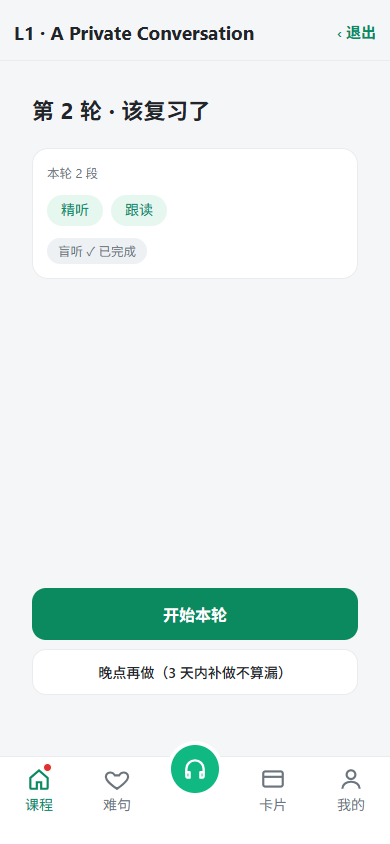 L1 · A Private Conversation
‹ 退出
第 2 轮 · 该复习了
本轮 2 段
精听 跟读
盲听 ✓ 已完成
开始本轮
晚点再做（3 天内补做不算漏）
课程 难句 卡片 我的